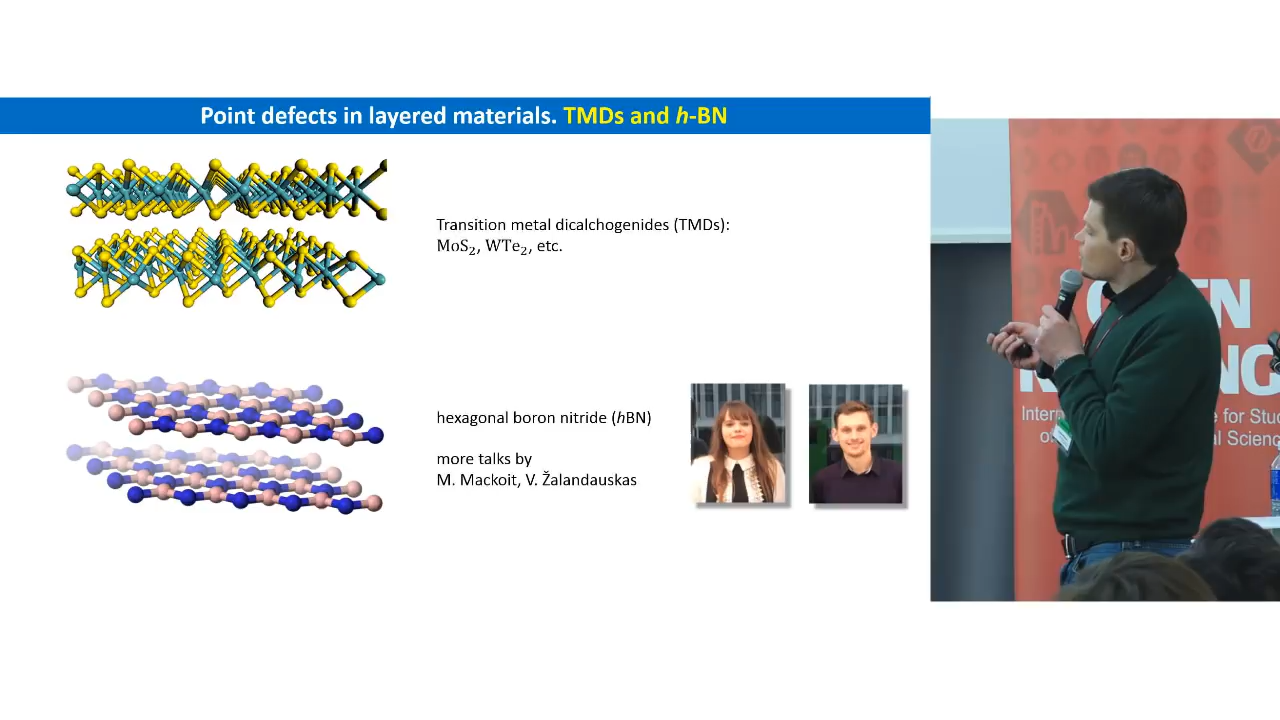 Point defects in layered materials. TMDs and h-BN
Transition metal dicalchogenides (TMDs):
MoS₂, WTe₂, etc.
hexagonal boron nitride (hBN)
more talks by
M. Mackoit, V. Žalandauskas